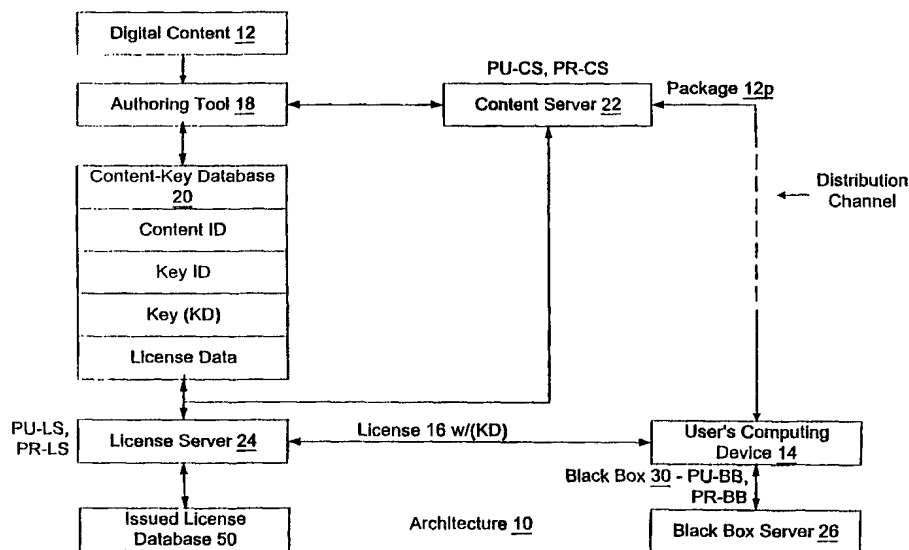 Digital Content 12
Authoring Tool 18
PU-CS, PR-CS
Content Server 22
Package 12p
Distribution
Channel
Content-Key Database
20
Content ID
Key ID
Key (KD)
License Data
PU-LS,
PR-LS
License Server 24
License 16 w/(KD)
User's Computing
Device 14
Black Box 30 - PU-BB,
PR-BB
Issued License
Database 50
Architecture 10
Black Box Server 26